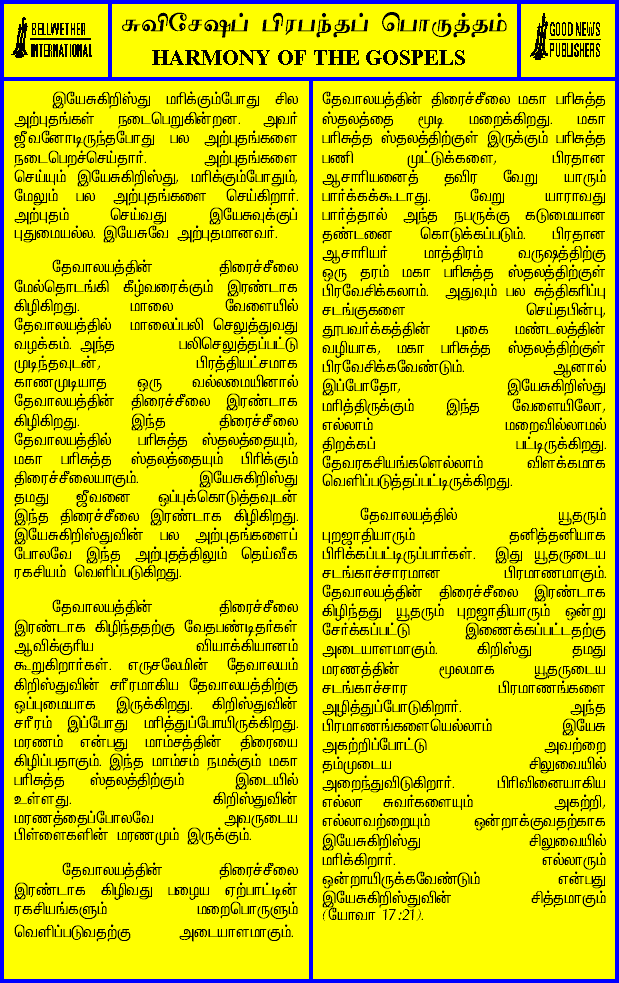 BELLWETHER
INTERNATIONAL
சுவிசேஷப் பிரபந்தப் பொருத்தம்
HARMONY OF THE GOSPELS
GOOD NEWS
PUBLISHERS
இயேசுகிறிஸ்து மரிக்கும்போது சில
அற்புதங்கள் நடைபெறுகின்றன. அவர்
ஜீவனோடிருந்தபோது பல அற்புதங்களை
நடைபெறச்செய்தார். அற்புதங்களை
செய்யும் இயேசுகிறிஸ்து, மரிக்கும்போதும்,
மேலும் பல அற்புதங்களை செய்கிறார்.
அற்புதம் செய்வது இயேசுவுக்குப்
புதுமையல்ல. இயேசுவே அற்புதமானவர்.
தேவாலயத்தின் திரைச்சீலை
மேல்தொடங்கி கீழ்வரைக்கும் இரண்டாக
கிழிகிறது. மாலை வேளையில்
தேவாலயத்தில் மாலைப்பலி செலுத்துவது
வழக்கம். அந்த பலிசெலுத்தப்பட்டு
முடிந்தவுடன், பிரத்தியட்சமாக
காணமுடியாத ஒரு வல்லமையினால்
தேவாலயத்தின் திரைச்சீலை இரண்டாக
கிழிகிறது. இந்த திரைச்சீலை
தேவாலயத்தில் பரிசுத்த ஸ்தலத்தையும்,
மகா பரிசுத்த ஸ்தலத்தையும் பிரிக்கும்
திரைச்சீலையாகும். இயேசுகிறிஸ்து
தமது ஜீவனை ஒப்புக்கொடுத்தவுடன்
இந்த திரைச்சீலை இரண்டாக கிழிகிறது.
இயேசுகிறிஸ்துவின் பல அற்புதங்களைப்
போலவே இந்த அற்புதத்திலும் தெய்வீக
ரகசியம் வெளிப்படுகிறது.
தேவாலயத்தின் திரைச்சீலை
இரண்டாக கிழிந்ததற்கு வேதபண்டிதர்கள்
ஆவிக்குரிய வியாக்கியானம்
கூறுகிறார்கள். எருசலேமின் தேவாலயம்
கிறிஸ்துவின் சரீரமாகிய தேவாலயத்திற்கு
ஒப்புமையாக இருக்கிறது. கிறிஸ்துவின்
சரீரம் இப்போது மரித்துப்போயிருக்கிறது.
மரணம் என்பது மாம்சத்தின் திரையை
கிழிப்பதாகும். இந்த மாம்சம் நமக்கும் மகா
பரிசுத்த ஸ்தலத்திற்கும் இடையில்
உள்ளது. கிறிஸ்துவின்
மரணத்தைப்போலவே அவருடைய
பிள்ளைகளின் மரணமும் இருக்கும்.
தேவாலயத்தின் திரைச்சீலை
இரண்டாக கிழிவது பழைய ஏற்பாட்டின்
ரகசியங்களும் மறைபொருளும்
வெளிப்படுவதற்கு அடையாளமாகும்.
தேவாலயத்தின் திரைச்சீலை மகா பரிசுத்த
ஸ்தலத்தை மூடி மறைக்கிறது. மகா
பரிசுத்த ஸ்தலத்திற்குள் இருக்கும் பரிசுத்த
பணி முட்டுக்களை, பிரதான
ஆசாரியனைத் தவிர வேறு யாரும்
பார்க்கக்கூடாது. வேறு யாராவது
பார்த்தால் அந்த நபருக்கு கடுமையான
தண்டனை கொடுக்கப்படும். பிரதான
ஆசாரியர் மாத்திரம் வருஷத்திற்கு
ஒரு தரம் மகா பரிசுத்த ஸ்தலத்திற்குள்
பிரவேசிக்கலாம். அதுவும் பல சுத்திகரிப்பு
சடங்குகளை செய்தபின்பு,
தூபவர்க்கத்தின் புகை மண்டலத்தின்
வழியாக, மகா பரிசுத்த ஸ்தலத்திற்குள்
பிரவேசிக்கவேண்டும். ஆனால்
இப்போதோ, இயேசுகிறிஸ்து
மரித்திருக்கும் இந்த வேளையிலோ,
எல்லாம் மறைவில்லாமல்
திறக்கப் பட்டிருக்கிறது.
தேவரகசியங்களெல்லாம் விளக்கமாக
வெளிப்படுத்தப்பட்டிருக்கிறது.
தேவாலயத்தில் யூதரும்
புறஜாதியாரும் தனித்தனியாக
பிரிக்கப்பட்டிருப்பார்கள். இது யூதருடைய
சடங்காச்சாரமான பிரமாணமாகும்.
தேவாலயத்தின் திரைச்சீலை இரண்டாக
கிழிந்தது யூதரும் புறஜாதியாரும் ஒன்று
சேர்க்கப்பட்டு இணைக்கப்பட்டதற்கு
அடையாளமாகும். கிறிஸ்து தமது
மரணத்தின் மூலமாக யூதருடைய
சடங்காச்சார பிரமாணங்களை
அழித்துப்போடுகிறார். அந்த
பிரமாணங்களையெல்லாம் இயேசு
அகற்றிப்போட்டு அவற்றை
தம்முடைய சிலுவையில்
அறைந்துவிடுகிறார். பிரிவினையாகிய
எல்லா சுவர்களையும் அகற்றி,
எல்லாவற்றையும் ஒன்றாக்குவதற்காக
இயேசுகிறிஸ்து சிலுவையில்
மரிக்கிறார். எல்லாரும்
ஒன்றாயிருக்கவேண்டும் என்பது
இயேசுகிறிஸ்துவின் சித்தமாகும்
(யோவா 17:21).